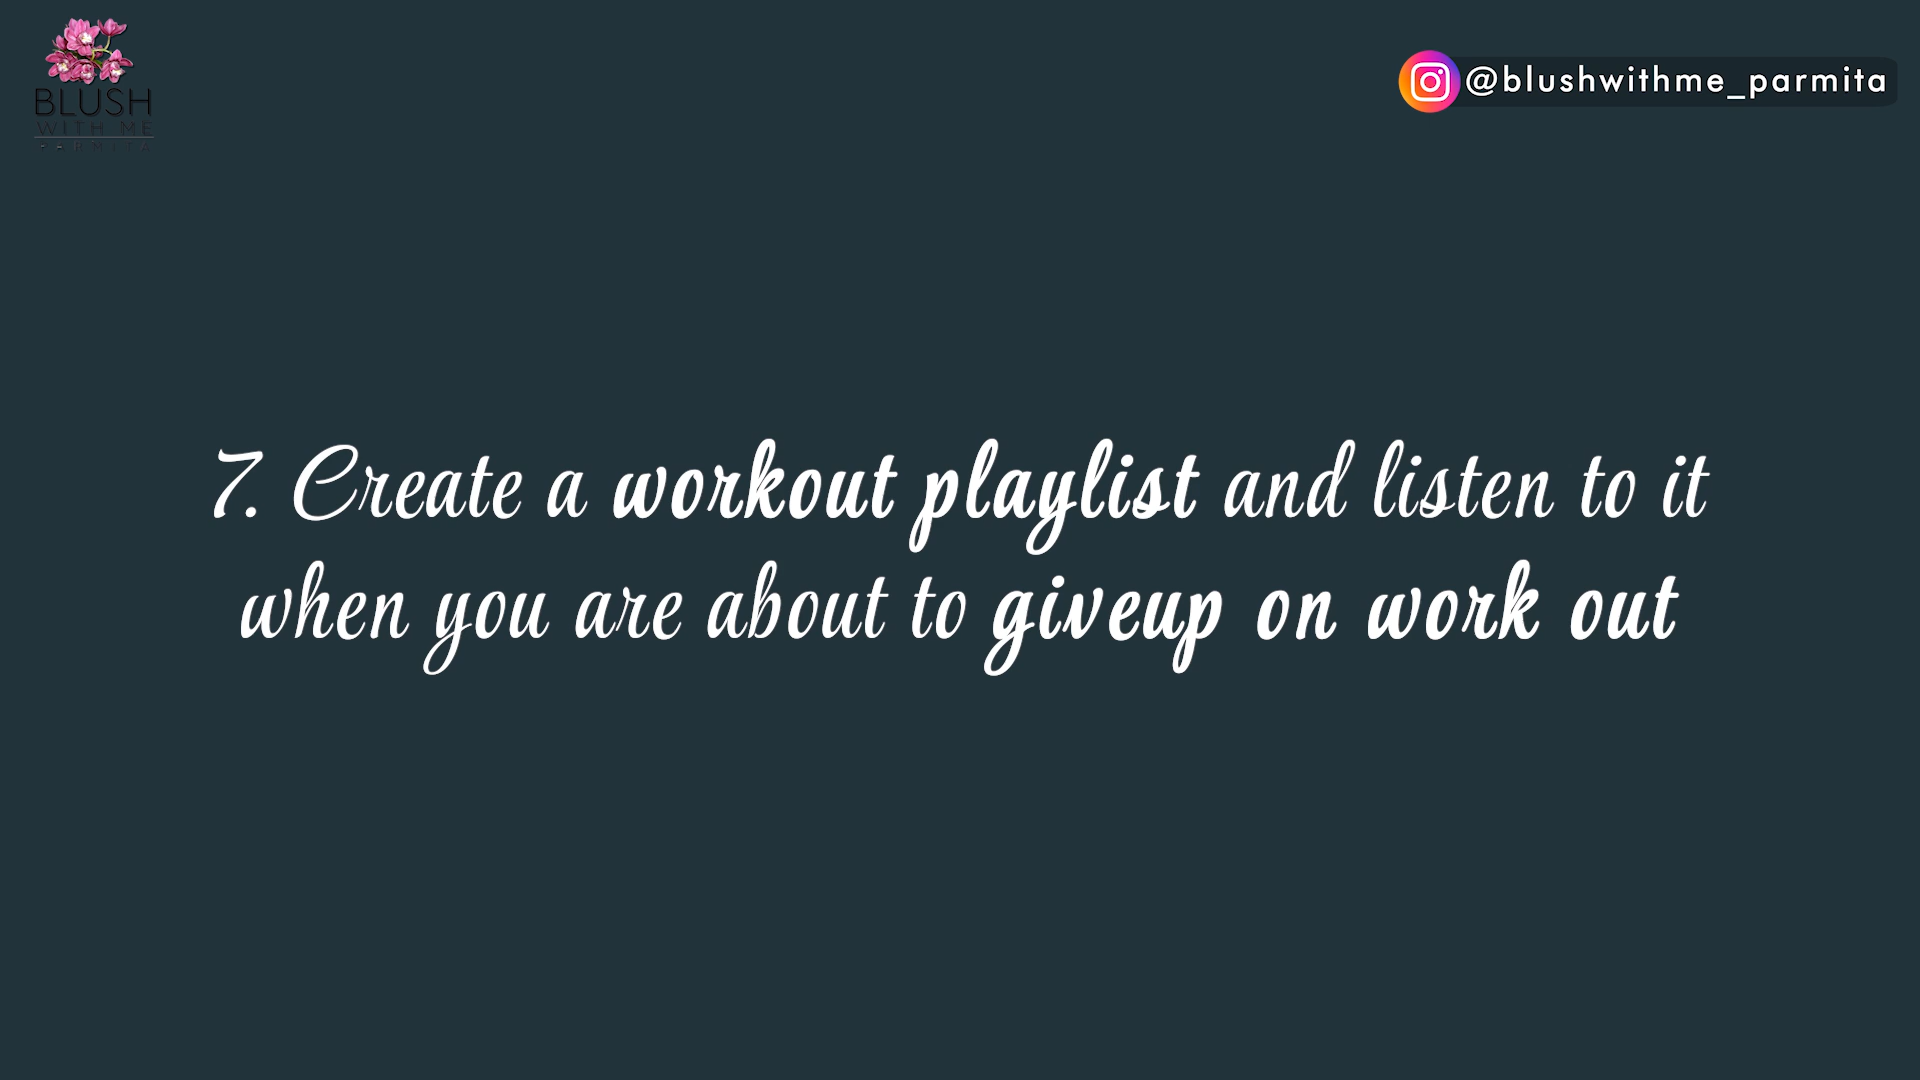 BLUSH
WITH ME
PARMITA
@blushwithme_parmita
7. Create a workout playlist and listen to it
when you are about to giveup on work out